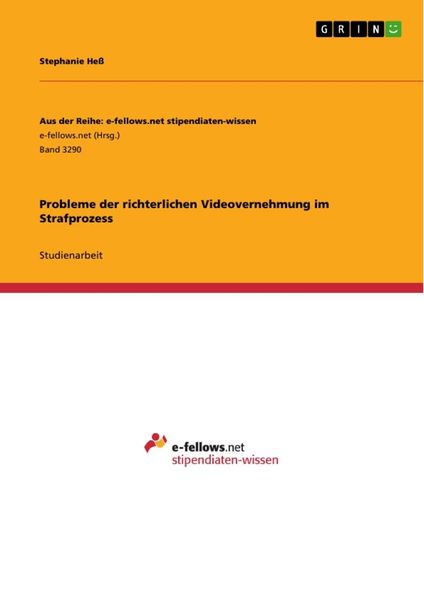 GRIN
Stephanie Heß
Aus der Reihe: e-fellows.net stipendiaten-wissen
e-fellows.net (Hrsg.)
Band 3290
Probleme der richterlichen Videovernehmung im
Strafprozess
Studienarbeit
e-fellows.net
stipendiaten-wissen